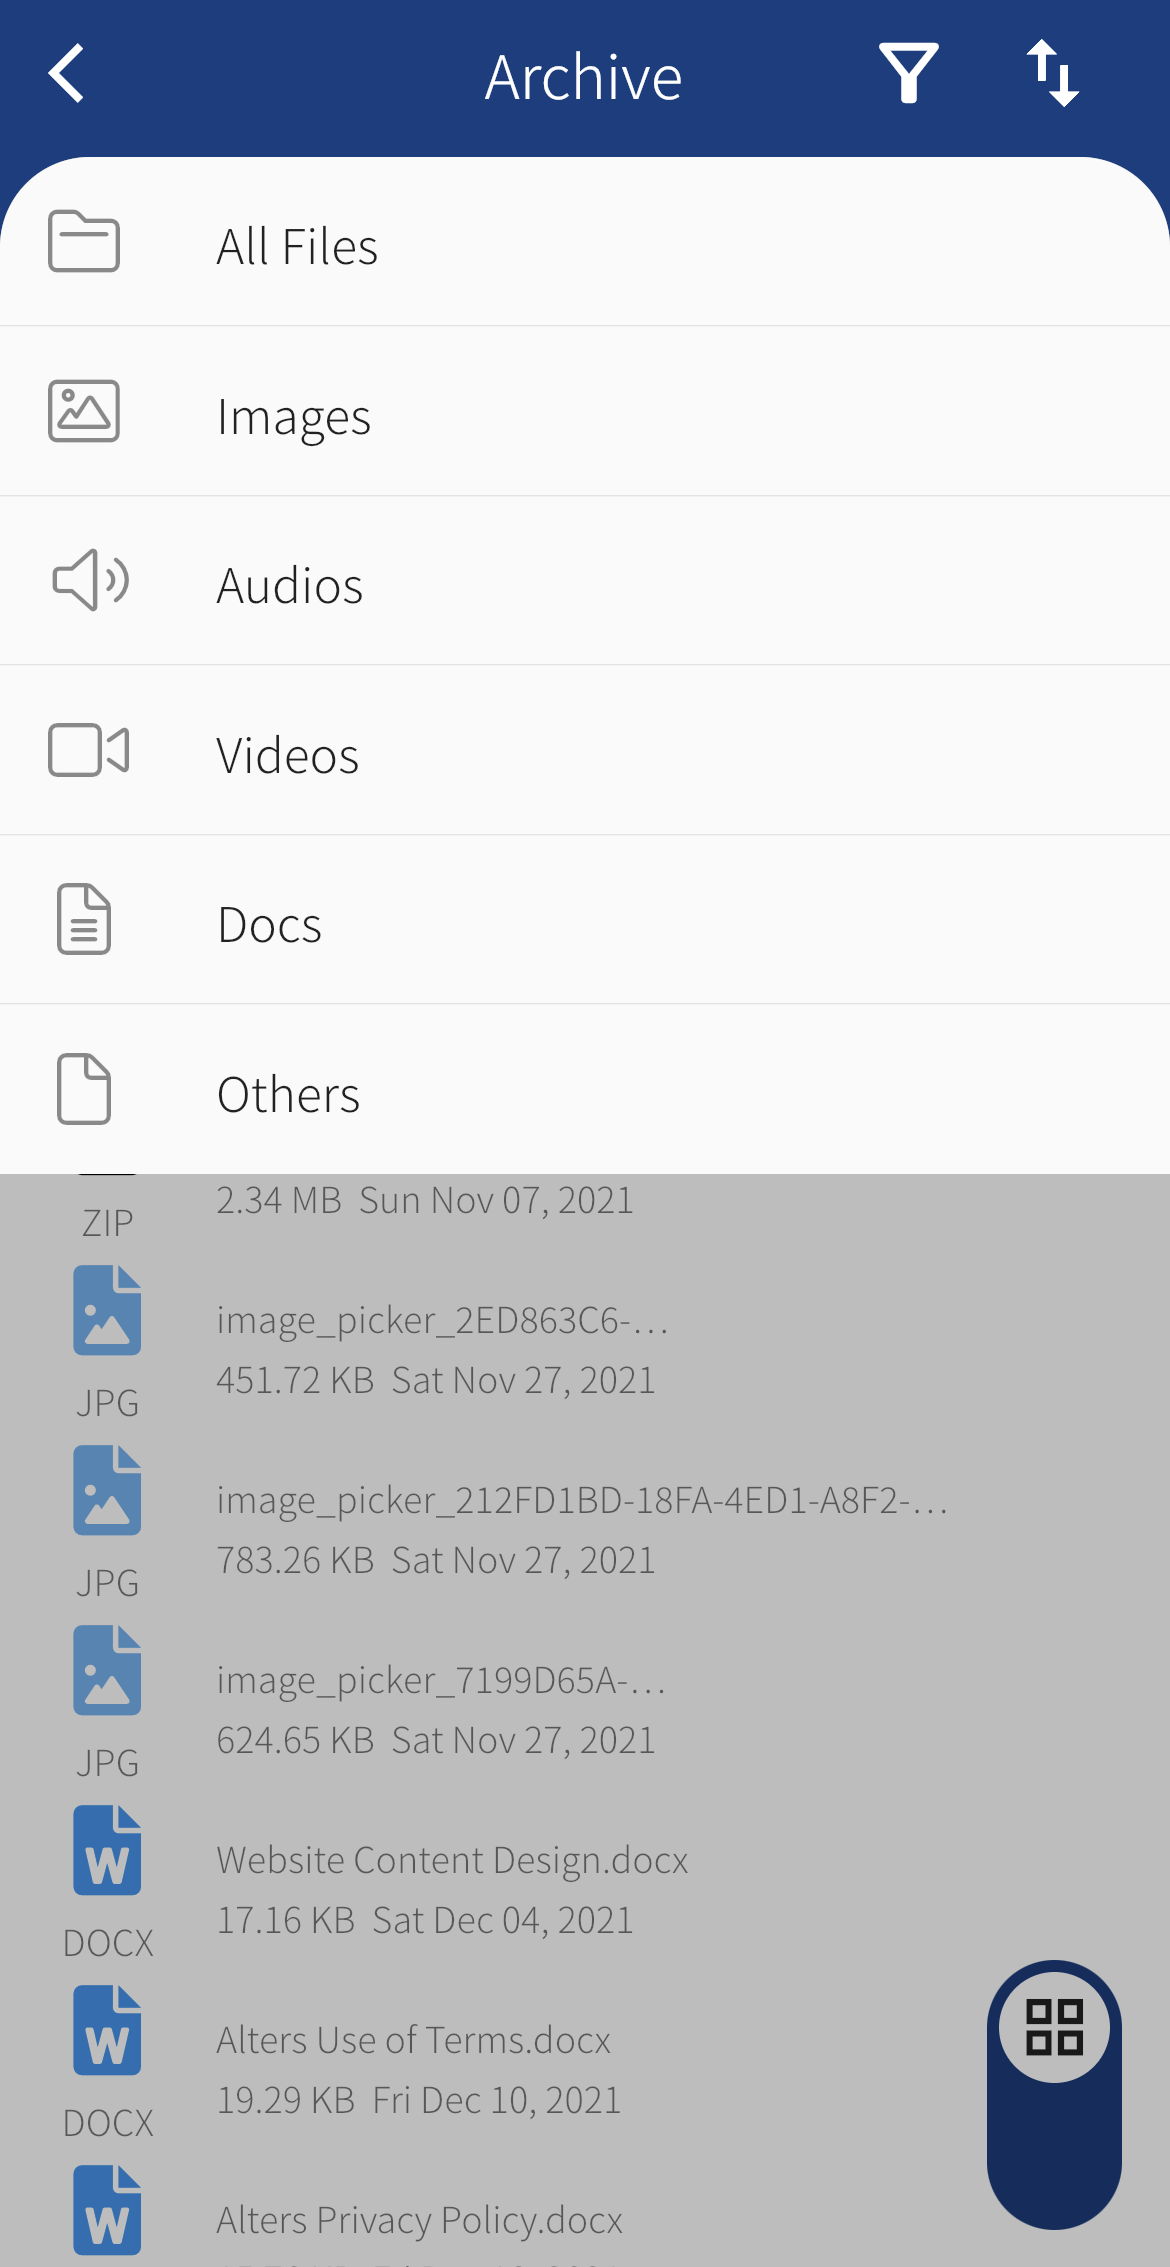 Archive
All Files
Images
Audios
Videos
Docs
Others
2.34 MB  Sun Nov 07, 2021
ZIP
image_picker_2ED863C6-...
451.72 KB  Sat Nov 27, 2021
JPG
image_picker_212FD1BD-18FA-4ED1-A8F2-...
783.26 KB  Sat Nov 27, 2021
JPG
image_picker_7199D65A-...
624.65 KB  Sat Nov 27, 2021
JPG
W
Website Content Design.docx
17.16 KB  Sat Dec 04, 2021
DOCX
W
Alters Use of Terms.docx
19.29 KB  Fri Dec 10, 2021
DOCX
W
Alters Privacy Policy.docx